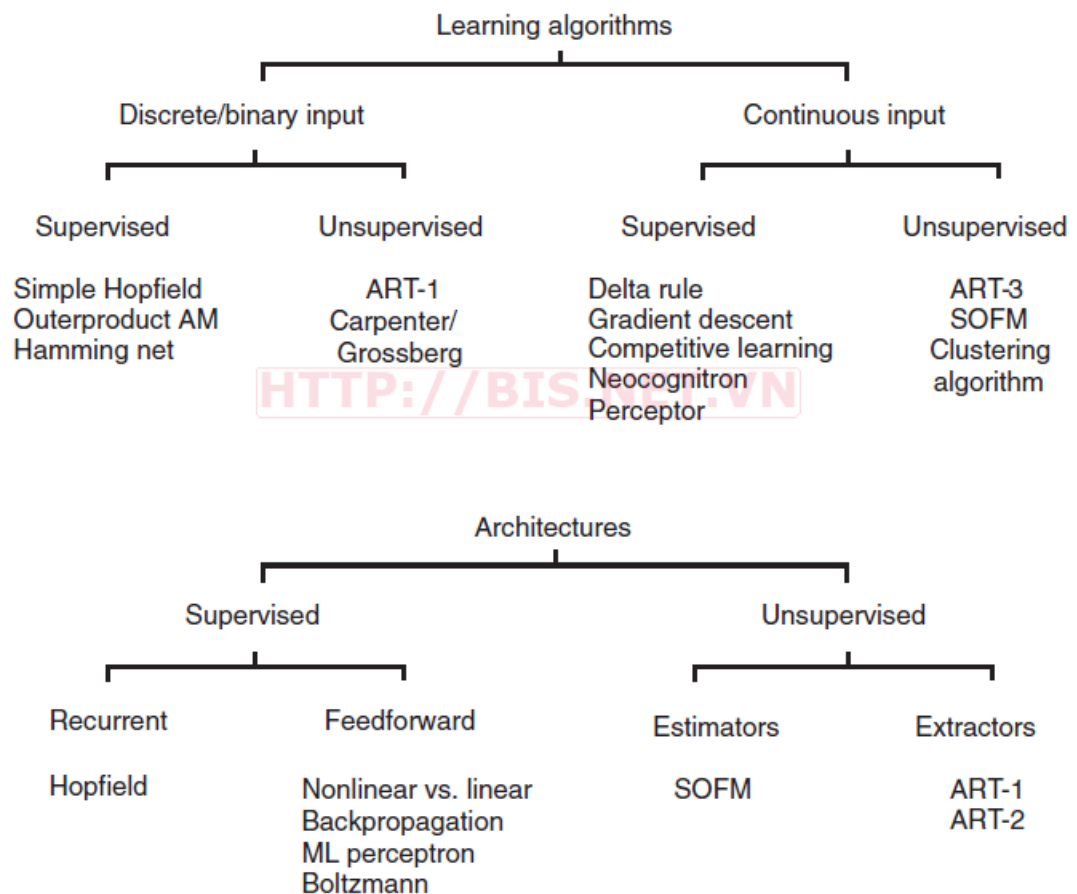 Learning algorithms
Discrete/binary input
Continuous input
Supervised
Unsupervised
Supervised
Unsupervised
Simple Hopfield
Outerproduct AM
Hamming net
ART-1
Carpenter/
Grossberg
Delta rule
Gradient descent
Competitive learning
Neocognitron
Perceptor
ART-3
SOFM
Clustering
algorithm
HTTP://BIS.NET.VN
Architectures
Supervised
Unsupervised
Recurrent
Feedforward
Estimators
Extractors
Hopfield
Nonlinear vs. linear
Backpropagation
ML perceptron
Boltzmann
SOFM
ART-1
ART-2